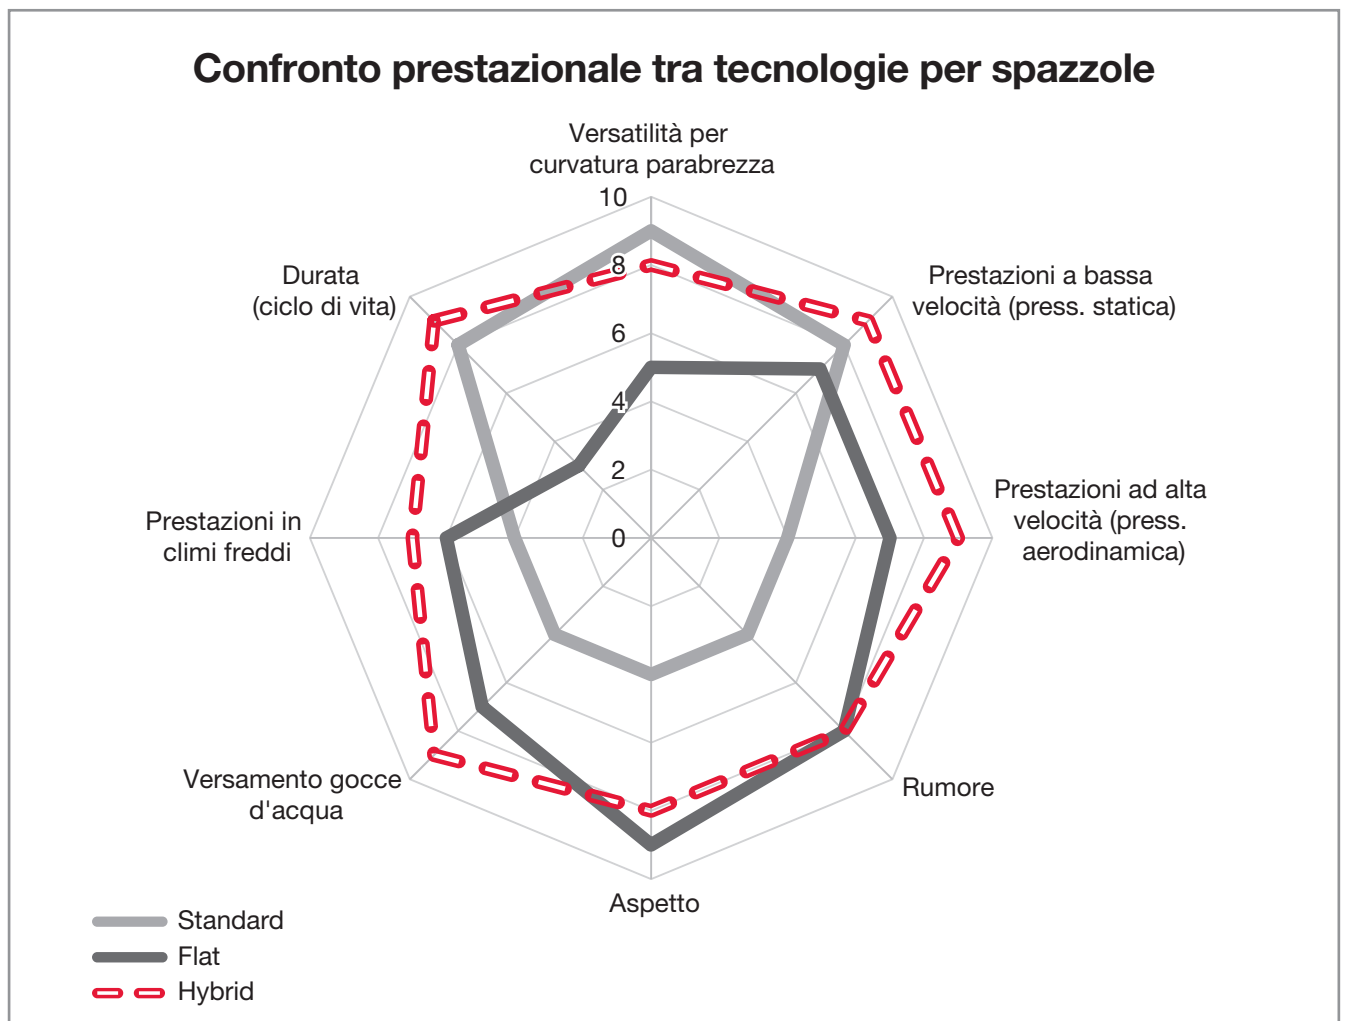 Confronto prestazionale tra tecnologie per spazzole
Versatilità per
curvatura parabrezza
10
8
6
4
2
0
Durata
(ciclo di vita)
Prestazioni a bassa
velocità (press. statica)
Prestazioni in
climi freddi
Prestazioni ad alta
velocità (press.
aerodinamica)
Versamento gocce
d'acqua
Rumore
Aspetto
Standard
Flat
Hybrid